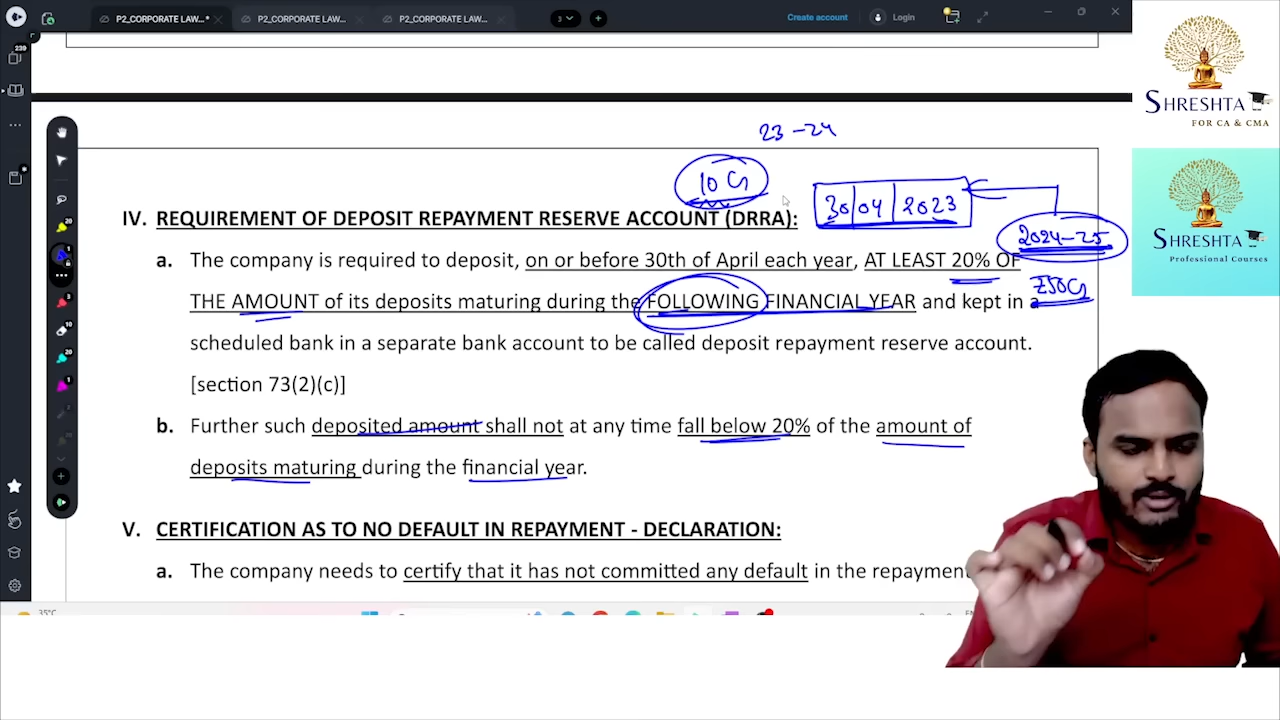 P2_CORPORATE LAW...*
P2_CORPORATE LAW...
P2_CORPORATE LAW...
3
Create account
Login
239
SHRESHTA
FOR CA & CMA
SHRESHTA
Professional Courses
23-24
10 Cr
30/04/2023
2024-25
₹50Cr
IV. REQUIREMENT OF DEPOSIT REPAYMENT RESERVE ACCOUNT (DRRA):
a. The company is required to deposit, on or before 30th of April each year, AT LEAST 20% OF
THE AMOUNT of its deposits maturing during the FOLLOWING FINANCIAL YEAR and kept in a
scheduled bank in a separate bank account to be called deposit repayment reserve account.
[section 73(2)(c)]
b. Further such deposited amount shall not at any time fall below 20% of the amount of
deposits maturing during the financial year.
V. CERTIFICATION AS TO NO DEFAULT IN REPAYMENT - DECLARATION:
a. The company needs to certify that it has not committed any default in the repayment
35°C